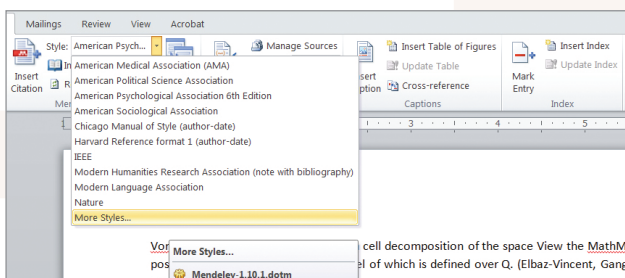 Mailings Review View Acrobat
Style: American Psych... Manage Sources Insert Table of Figures Insert Index
Update Table Update Index
Insert Citation Mark Entry
Cross-reference
Captions Index
American Medical Association (AMA)
American Political Science Association
American Psychological Association 6th Edition
American Sociological Association
Chicago Manual of Style (author-date)
Harvard Reference format 1 (author-date)
IEEE
Modern Humanities Research Association (note with bibliography)
Modern Language Association
Nature
More Styles...
3 4 5
cell decomposition of the space View the MathM
More Styles...
el of which is defined over Q. (Elbaz-Vincent, Gang
Mendeley-1.10.1.dotm